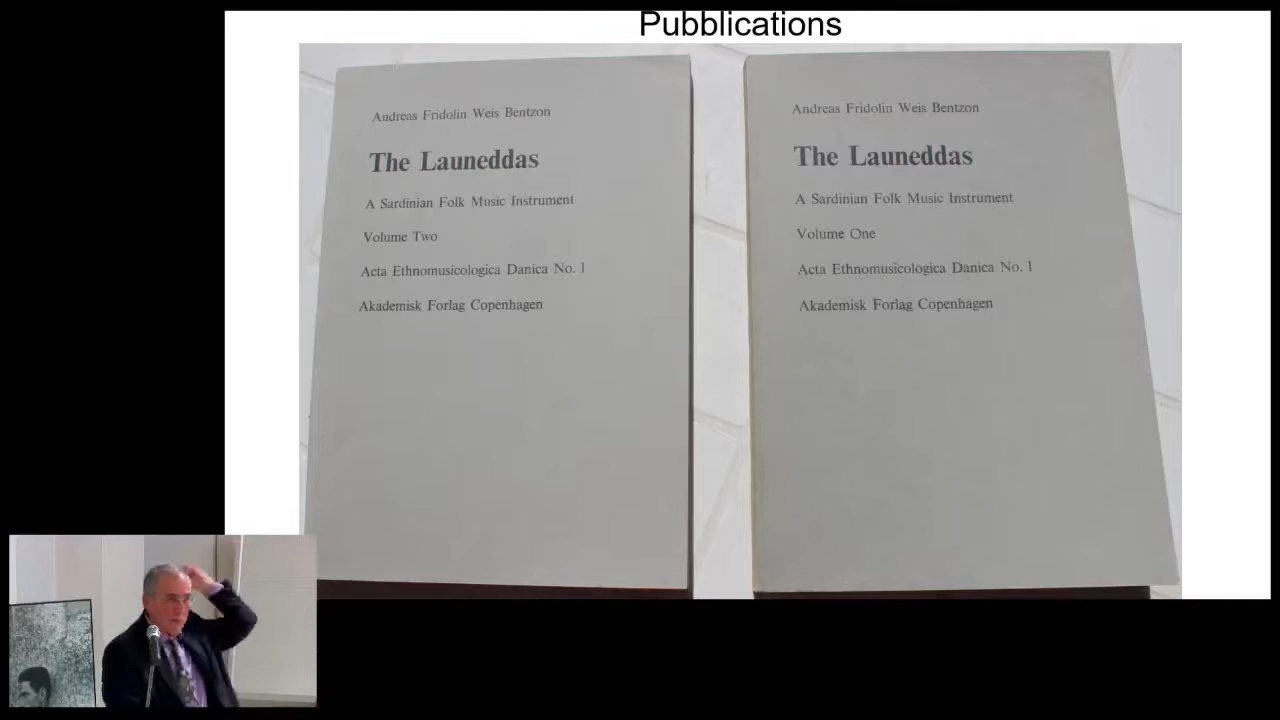 Pubblications
Andreas Fridolin Weis Bentzon
The Launeddas
A Sardinian Folk Music Instrument
Volume Two
Acta Ethnomusicologica Danica No. 1
Akademisk Forlag Copenhagen
Andreas Fridolin Weis Bentzon
The Launeddas
A Sardinian Folk Music Instrument
Volume One
Acta Ethnomusicologica Danica No. 1
Akademisk Forlag Copenhagen